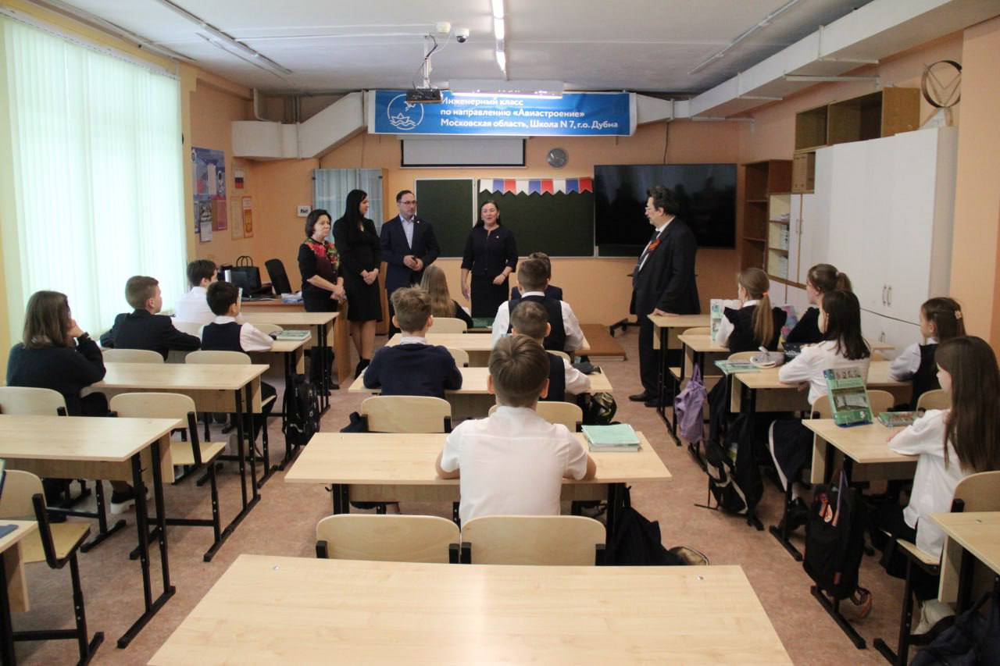 Инженерный класс
по направлению «Авиастроение»
Московская область, Школа N 7, г.о. Дубна